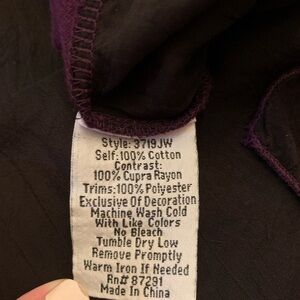 Style: 3719JW
Self:100% Cotton
Contrast:
100% Cupra Rayon
Trims:100% Polyester
Exclusive Of Decoration
Machine Wash Cold
With Like Colors
No Bleach
Tumble Dry Low
Remove Promptly
Warm Iron If Needed
Rn# 87291
Made In China